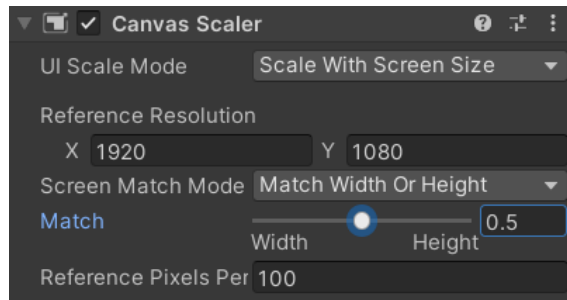 Canvas Scaler
UI Scale Mode Scale With Screen Size
Reference Resolution
X 1920 Y 1080
Screen Match Mode Match Width Or Height
Match 0.5
Width Height
Reference Pixels Per 100